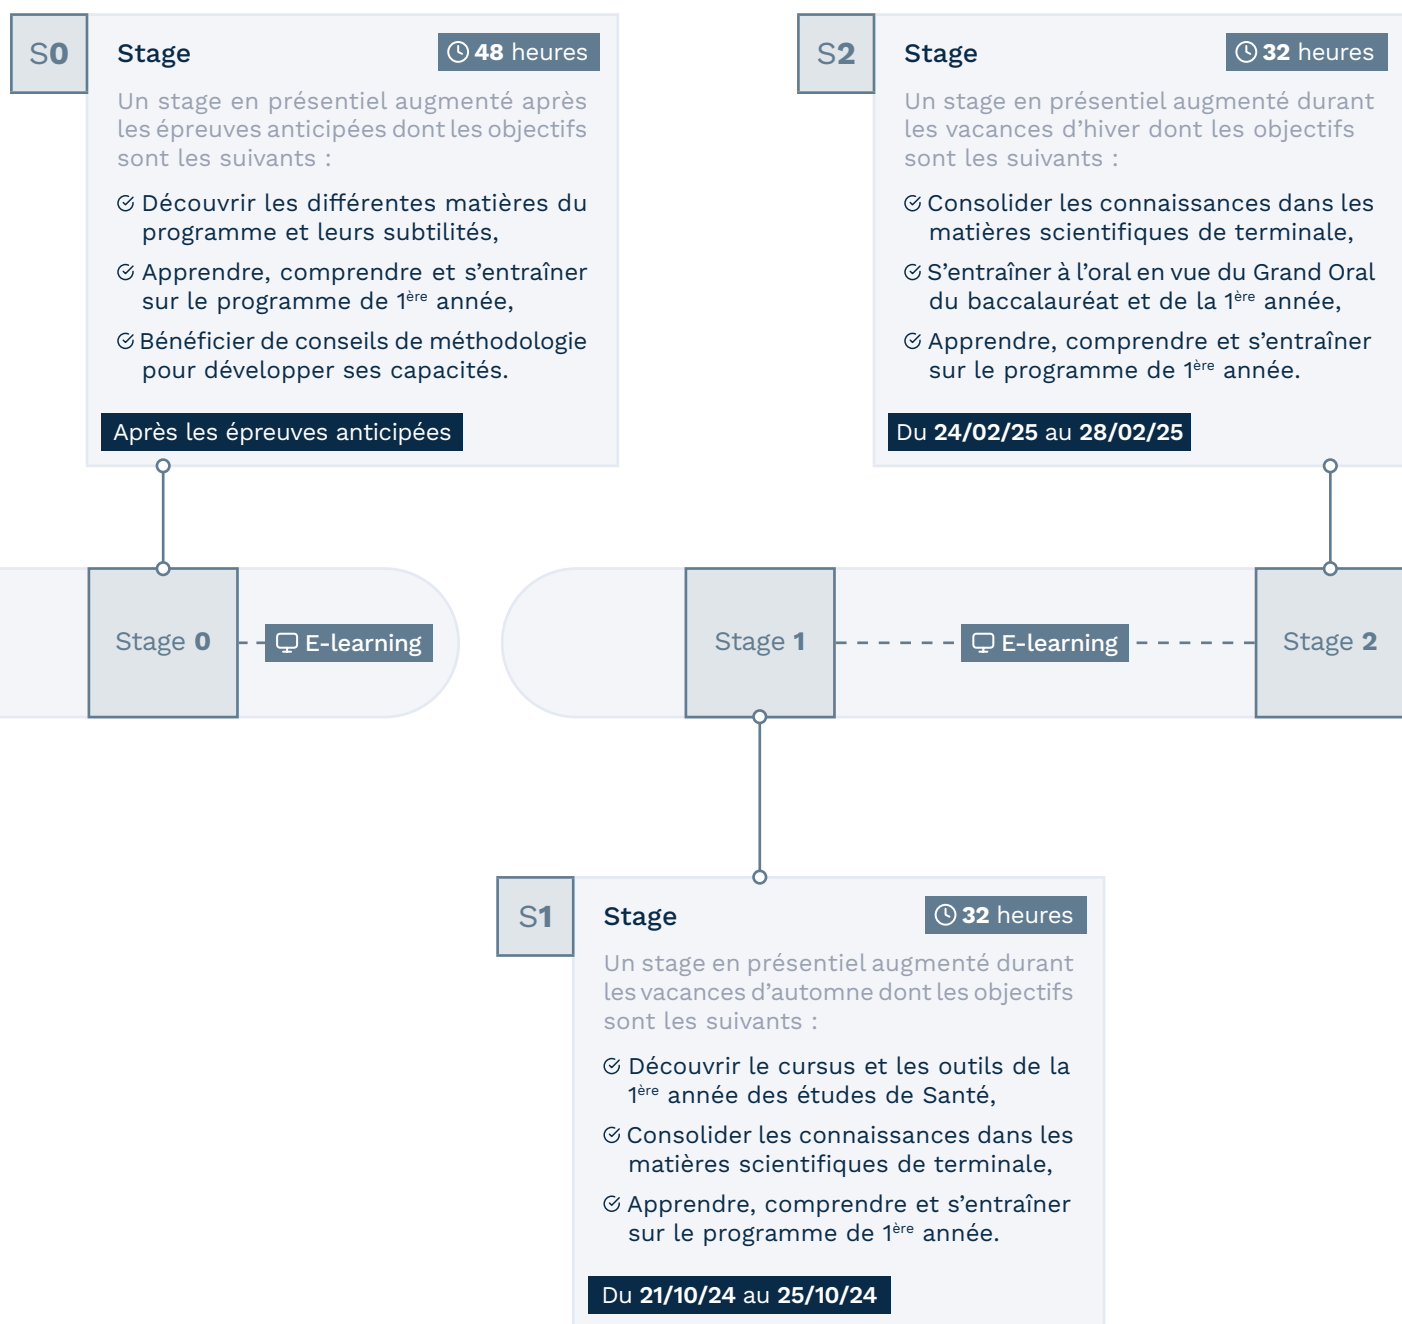 S0
Stage
48 heures
Un stage en présentiel augmenté après
les épreuves anticipées dont les objectifs
sont les suivants :
Découvrir les différentes matières du
programme et leurs subtilités,
Apprendre, comprendre et s’entraîner
sur le programme de 1ère année,
Bénéficier de conseils de méthodologie
pour développer ses capacités.
Après les épreuves anticipées
S2
Stage
32 heures
Un stage en présentiel augmenté durant
les vacances d’hiver dont les objectifs
sont les suivants :
Consolider les connaissances dans les
matières scientifiques de terminale,
S’entraîner à l’oral en vue du Grand Oral
du baccalauréat et de la 1ère année,
Apprendre, comprendre et s’entraîner
sur le programme de 1ère année.
Du 24/02/25 au 28/02/25
Stage 0
E-learning
Stage 1
E-learning
Stage 2
S1
Stage
32 heures
Un stage en présentiel augmenté durant
les vacances d’automne dont les objectifs
sont les suivants :
Découvrir le cursus et les outils de la
1ère année des études de Santé,
Consolider les connaissances dans les
matières scientifiques de terminale,
Apprendre, comprendre et s’entraîner
sur le programme de 1ère année.
Du 21/10/24 au 25/10/24